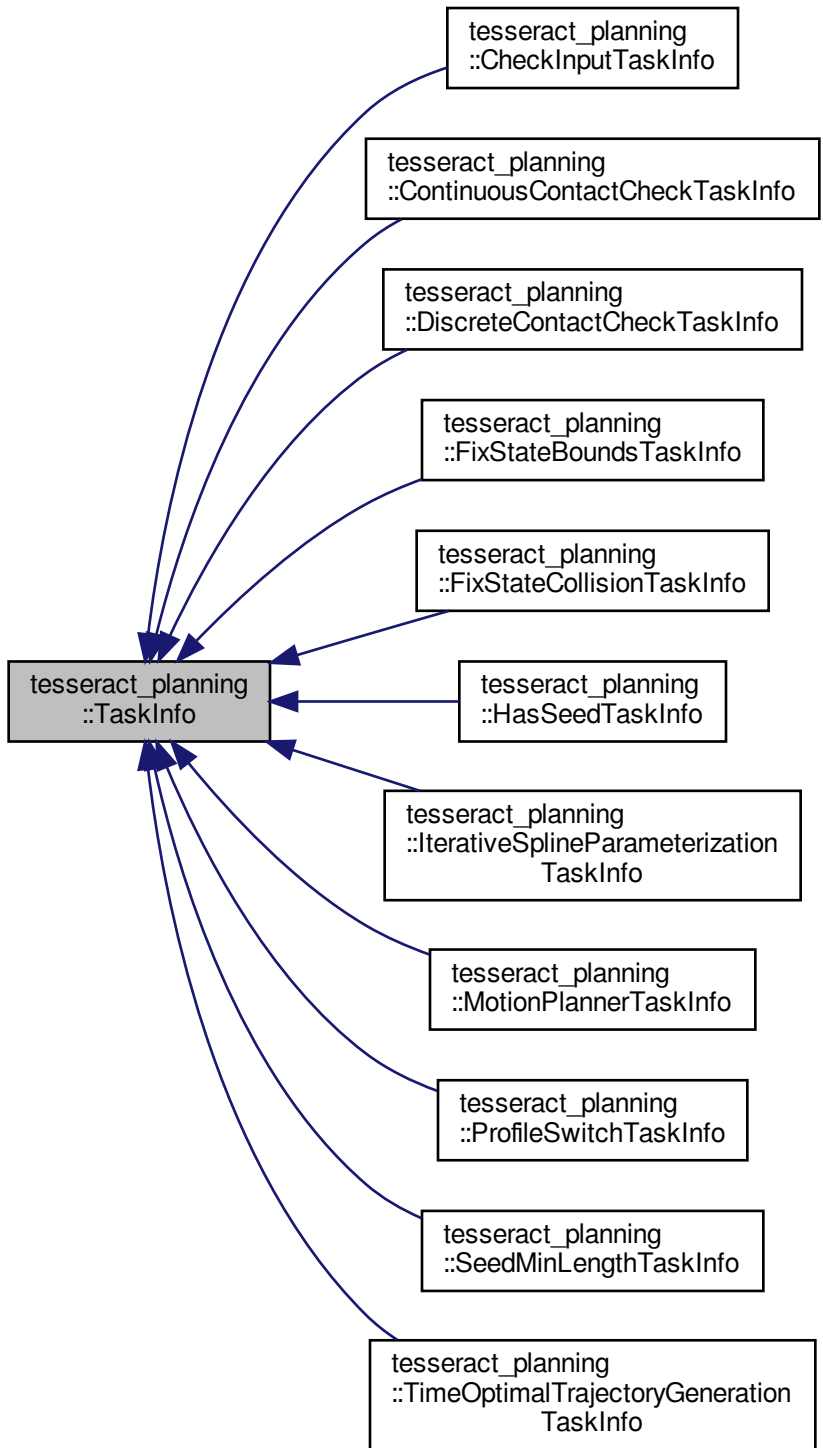 tesseract_planning
::CheckInputTaskInfo
tesseract_planning
::ContinuousContactCheckTaskInfo
tesseract_planning
::DiscreteContactCheckTaskInfo
tesseract_planning
::FixStateBoundsTaskInfo
tesseract_planning
::FixStateCollisionTaskInfo
tesseract_planning
::TaskInfo
tesseract_planning
::HasSeedTaskInfo
tesseract_planning
::IterativeSplineParameterization
TaskInfo
tesseract_planning
::MotionPlannerTaskInfo
tesseract_planning
::ProfileSwitchTaskInfo
tesseract_planning
::SeedMinLengthTaskInfo
tesseract_planning
::TimeOptimalTrajectoryGeneration
TaskInfo